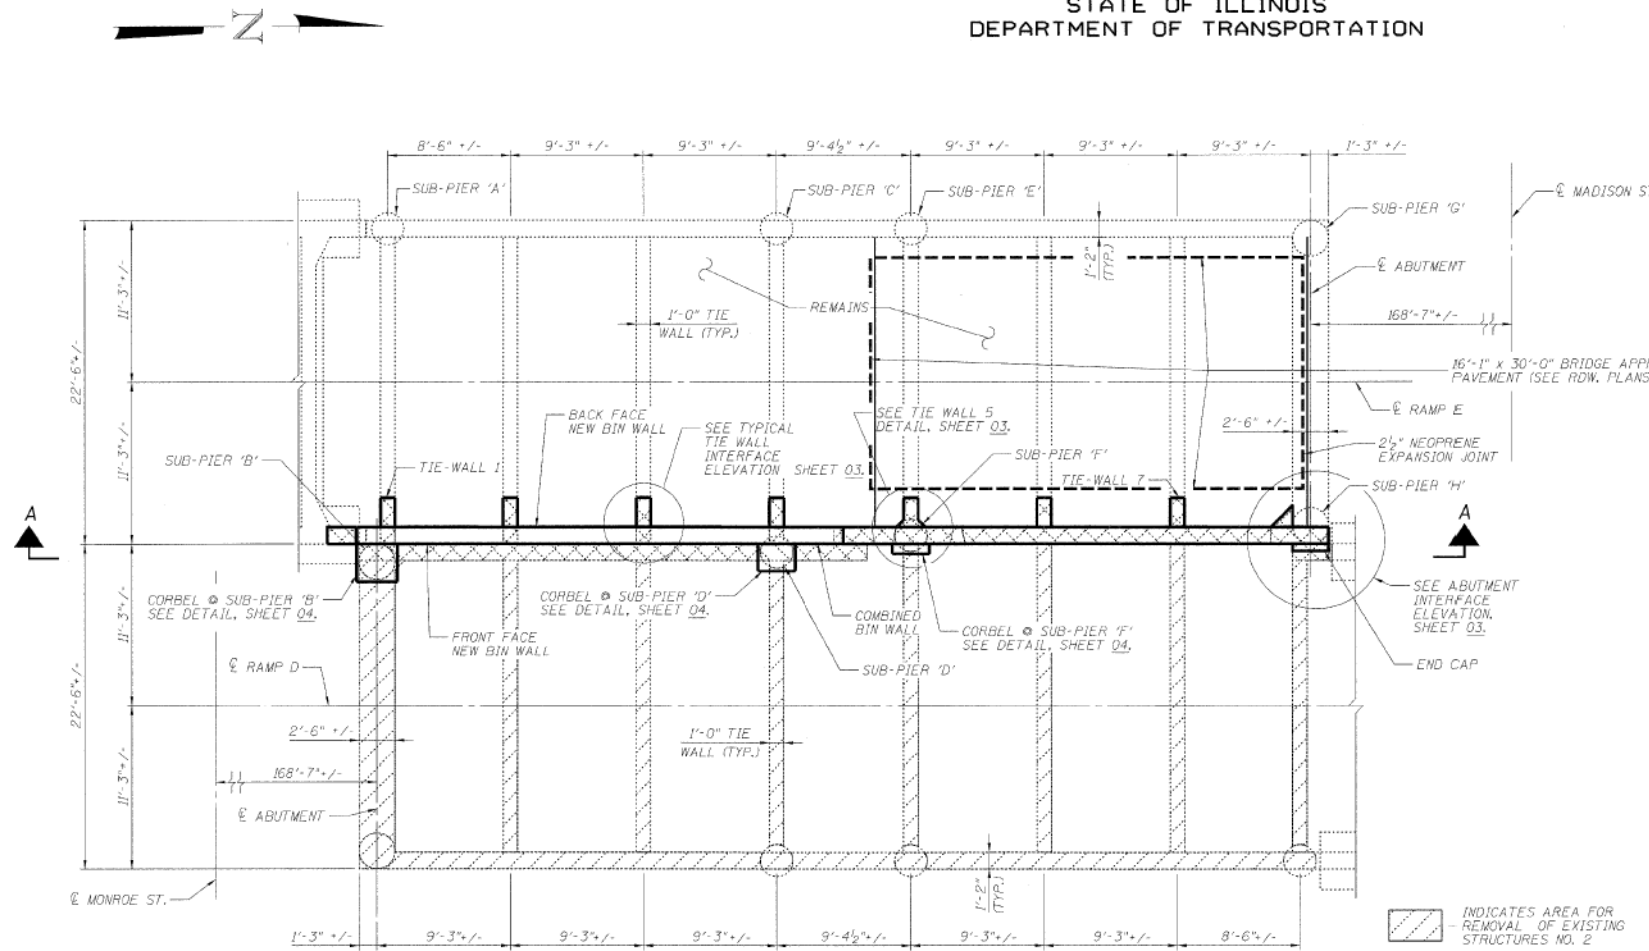 STATE OF ILLINOIS
DEPARTMENT OF TRANSPORTATION
N
8'-6" +/-
9'-3" +/-
9'-3" +/-
9'-4½" +/-
9'-3" +/-
9'-3" +/-
9'-3" +/-
1'-3" +/-
SUB-PIER 'A'
SUB-PIER 'C'
SUB-PIER 'E'
℄ MADISON ST
SUB-PIER 'G'
1'-2"
(TYP.)
℄ ABUTMENT
REMAINS
1'-0" TIE
WALL (TYP.)
168'-7"+/-
11'-3"+/-
22'-6"+/-
11'-3"+/-
16'-1" x 30'-0" BRIDGE APP
PAVEMENT (SEE RDW. PLANS
℄ RAMP E
BACK FACE
NEW BIN WALL
SEE TYPICAL
TIE WALL
INTERFACE
ELEVATION SHEET 03.
SEE TIE WALL 5
DETAIL, SHEET 03.
2'-6" +/-
2½" NEOPRENE
EXPANSION JOINT
SUB-PIER 'B'
TIE-WALL 1
SUB-PIER 'F'
TIE-WALL 7
SUB-PIER 'H'
A
A
CORBEL @ SUB-PIER 'B'
SEE DETAIL, SHEET 04.
CORBEL @ SUB-PIER 'D'
SEE DETAIL, SHEET 04.
COMBINED
BIN WALL
CORBEL @ SUB-PIER 'F'
SEE DETAIL, SHEET 04.
SEE ABUTMENT
INTERFACE
ELEVATION,
SHEET 03.
FRONT FACE
NEW BIN WALL
SUB-PIER 'D'
END CAP
℄ RAMP D
11'-3"+/-
22'-6"+/-
11'-3"+/-
2'-6" +/-
1'-0" TIE
WALL (TYP.)
168'-7"+/-
℄ ABUTMENT
1'-2"
(TYP.)
℄ MONROE ST.
1'-3" +/-
9'-3"+/-
9'-3"+/-
9'-3"+/-
9'-4½"+/-
9'-3"+/-
9'-3"+/-
8'-6"+/-
INDICATES AREA FOR
REMOVAL OF EXISTING
STRUCTURES NO. 2